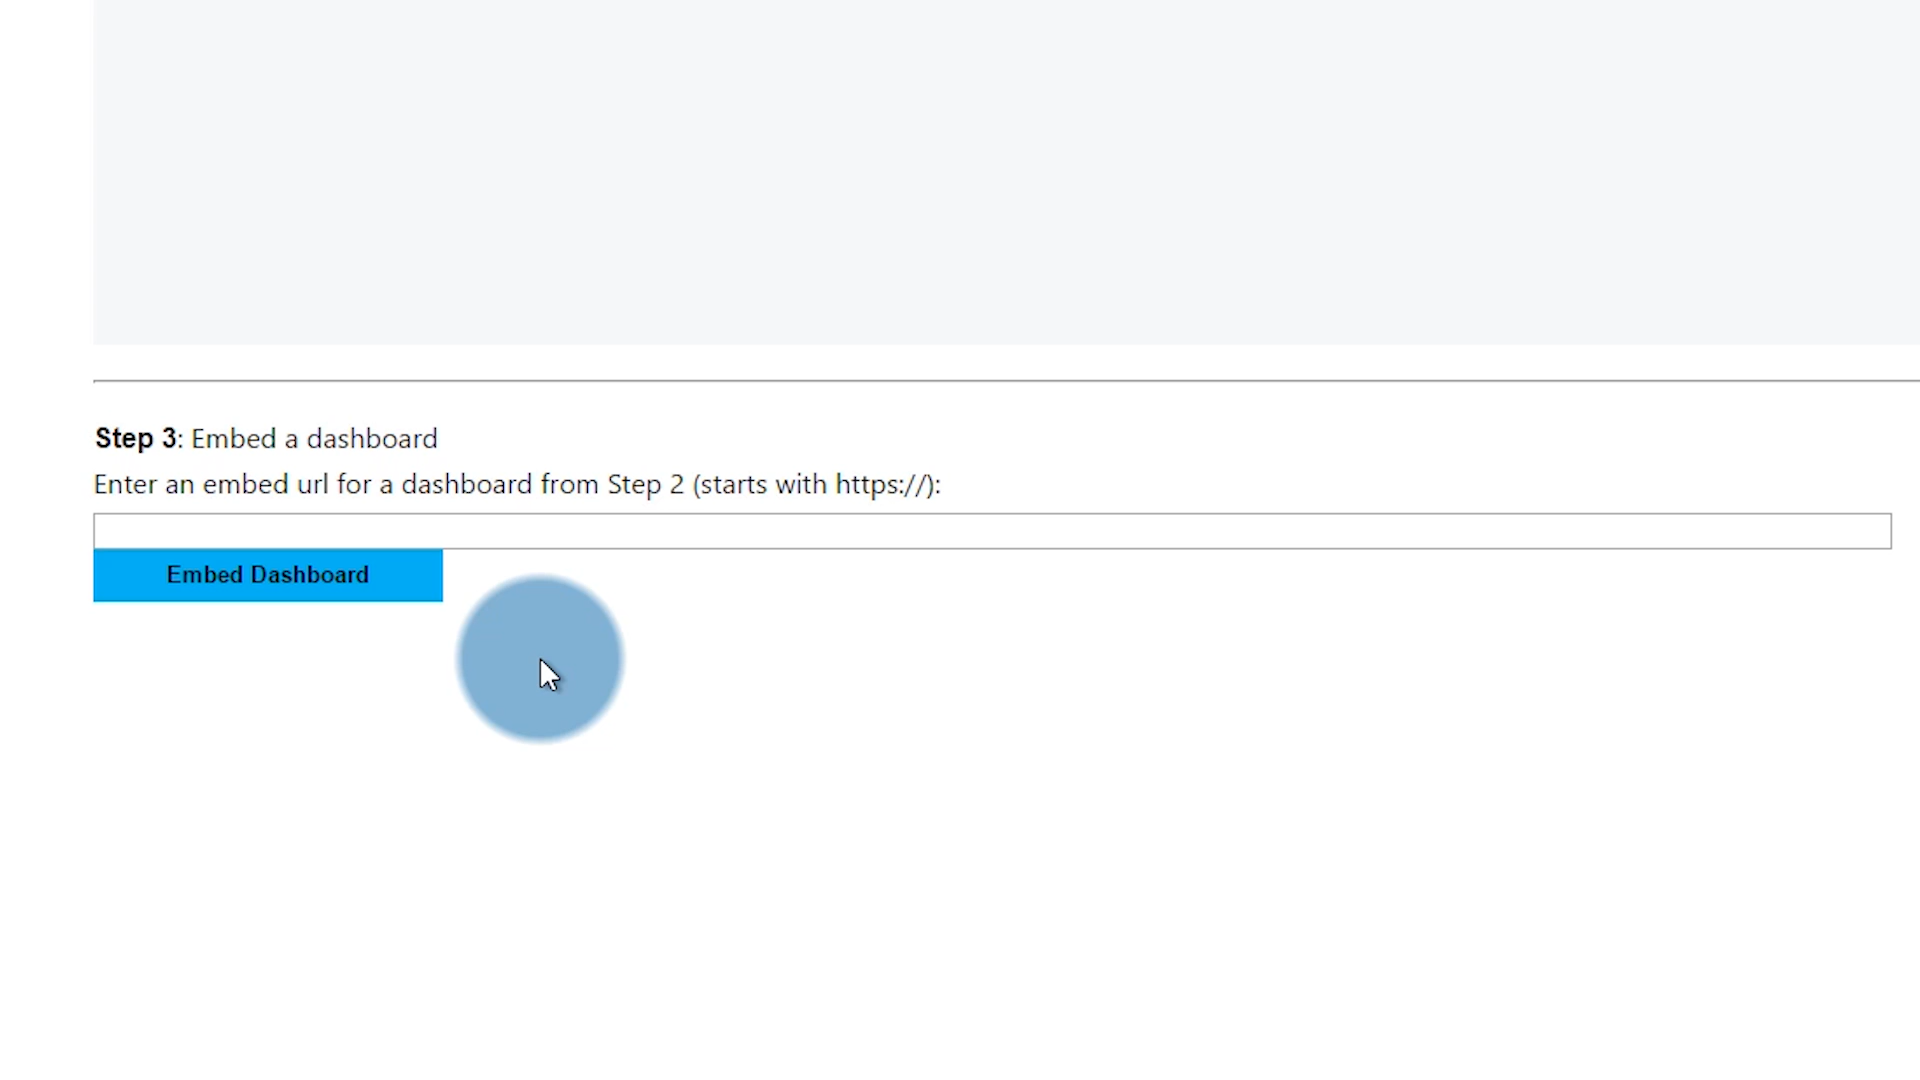 Step 3: Embed a dashboard
Enter an embed url for a dashboard from Step 2 (starts with https://):
Embed Dashboard